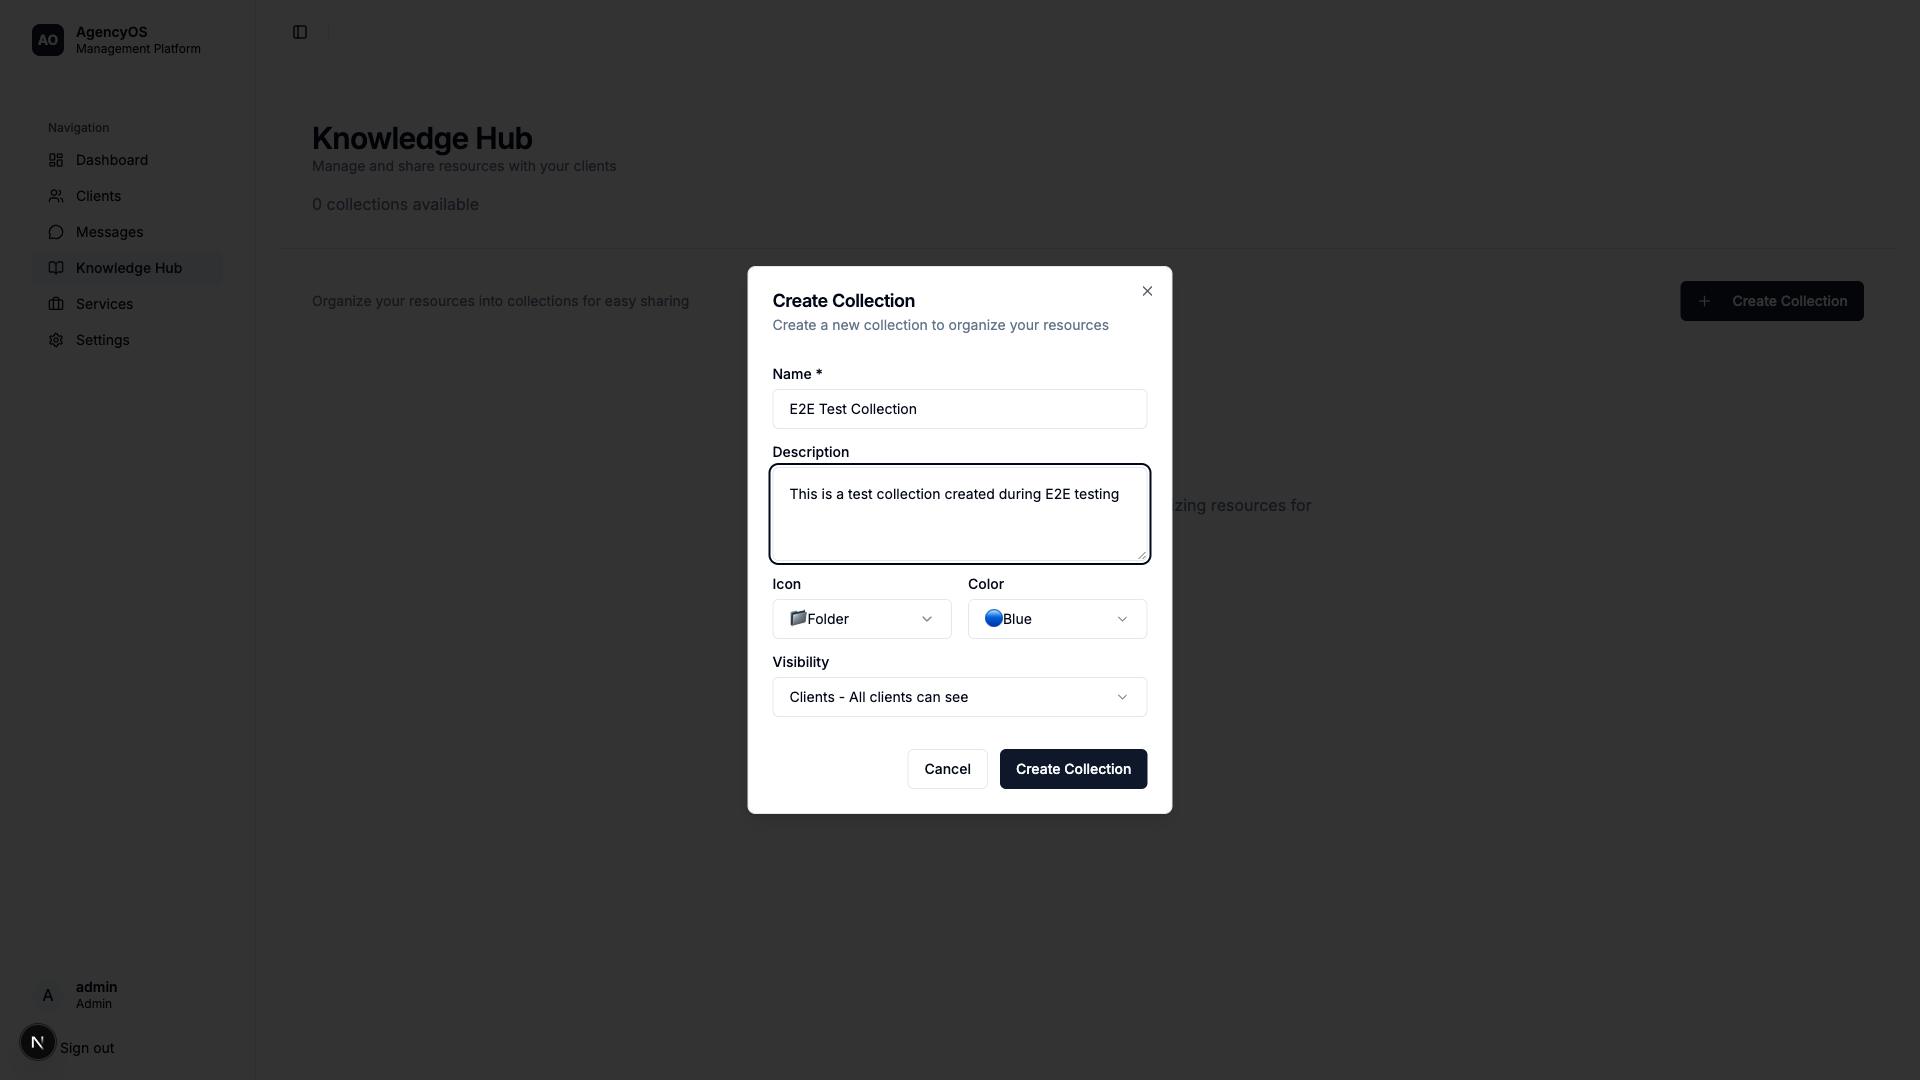 AO
AgencyOS
Management Platform
Navigation
Dashboard
Clients
Messages
Knowledge Hub
Services
Settings
admin
Admin
A
N
Sign out
Knowledge Hub
Manage and share resources with your clients
0 collections available
Organize your resources into collections for easy sharing
+ Create Collection
resources for
Create Collection
Create a new collection to organize your resources
Name *
E2E Test Collection
Description
This is a test collection created during E2E testing
Icon
Color
Folder
Blue
Visibility
Clients - All clients can see
Cancel
Create Collection